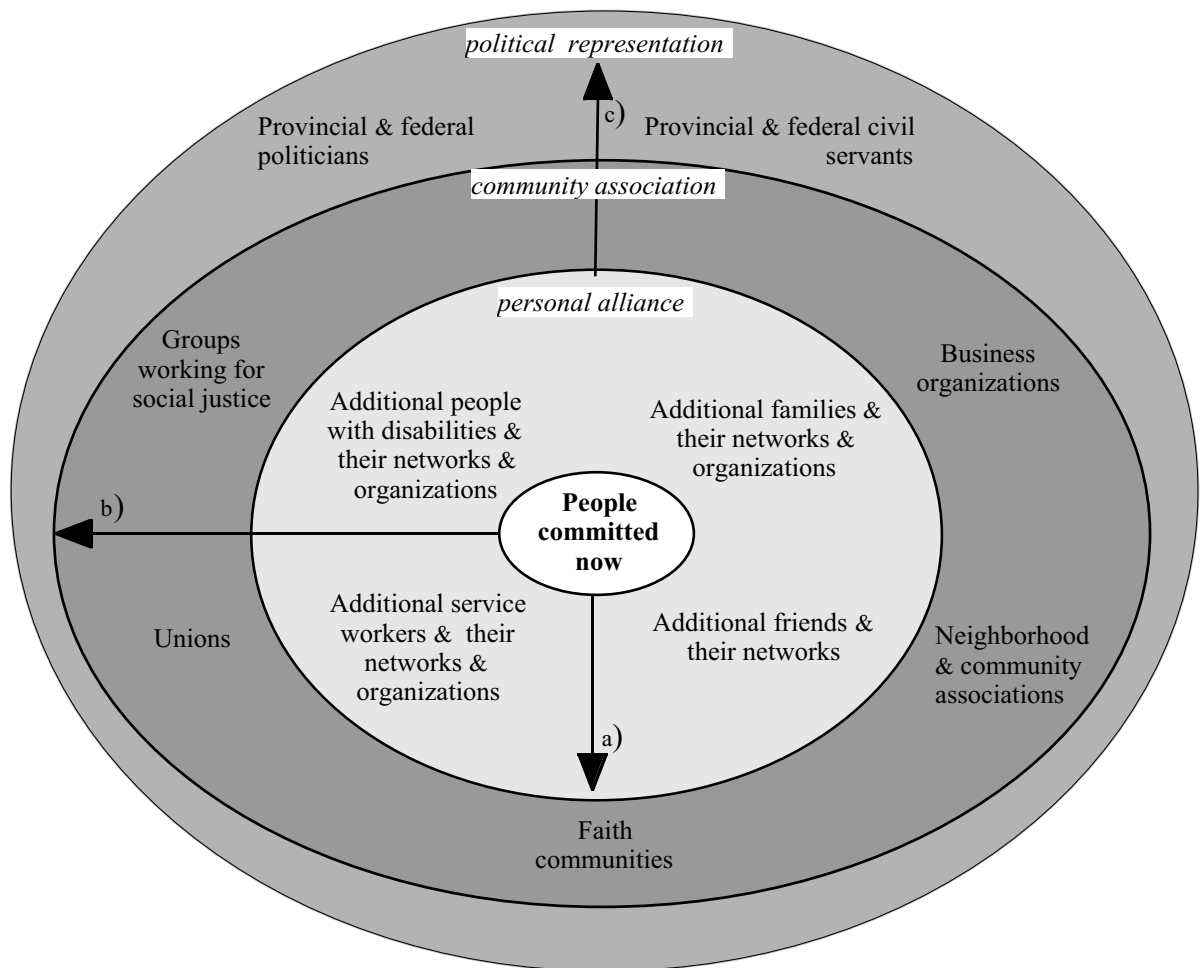 political representation
c)
Provincial & federal
politicians
Provincial & federal civil
servants
community association
personal alliance
Groups
working for
social justice
Business
organizations
Additional people
with disabilities &
their networks &
organizations
Additional families &
their networks &
organizations
b)
People
committed
now
Additional service
workers & their
networks &
organizations
Additional friends &
their networks
Unions
Neighborhood
& community
associations
a)
Faith
communities